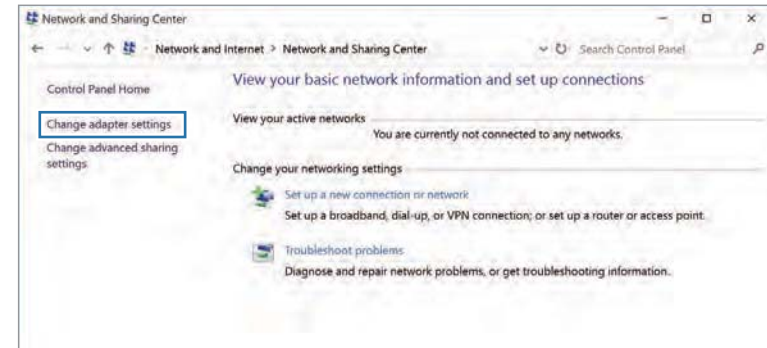 Network and Sharing Center
Network and Internet > Network and Sharing Center
Search Control Panel
Control Panel Home
Change adapter settings
Change advanced sharing
settings
View your basic network information and set up connections
View your active networks
You are currently not connected to any networks.
Change your networking settings
Set up a new connection or network
Set up a broadband, dial-up, or VPN connection; or set up a router or access point.
Troubleshoot problems
Diagnose and repair network problems, or get troubleshooting information.